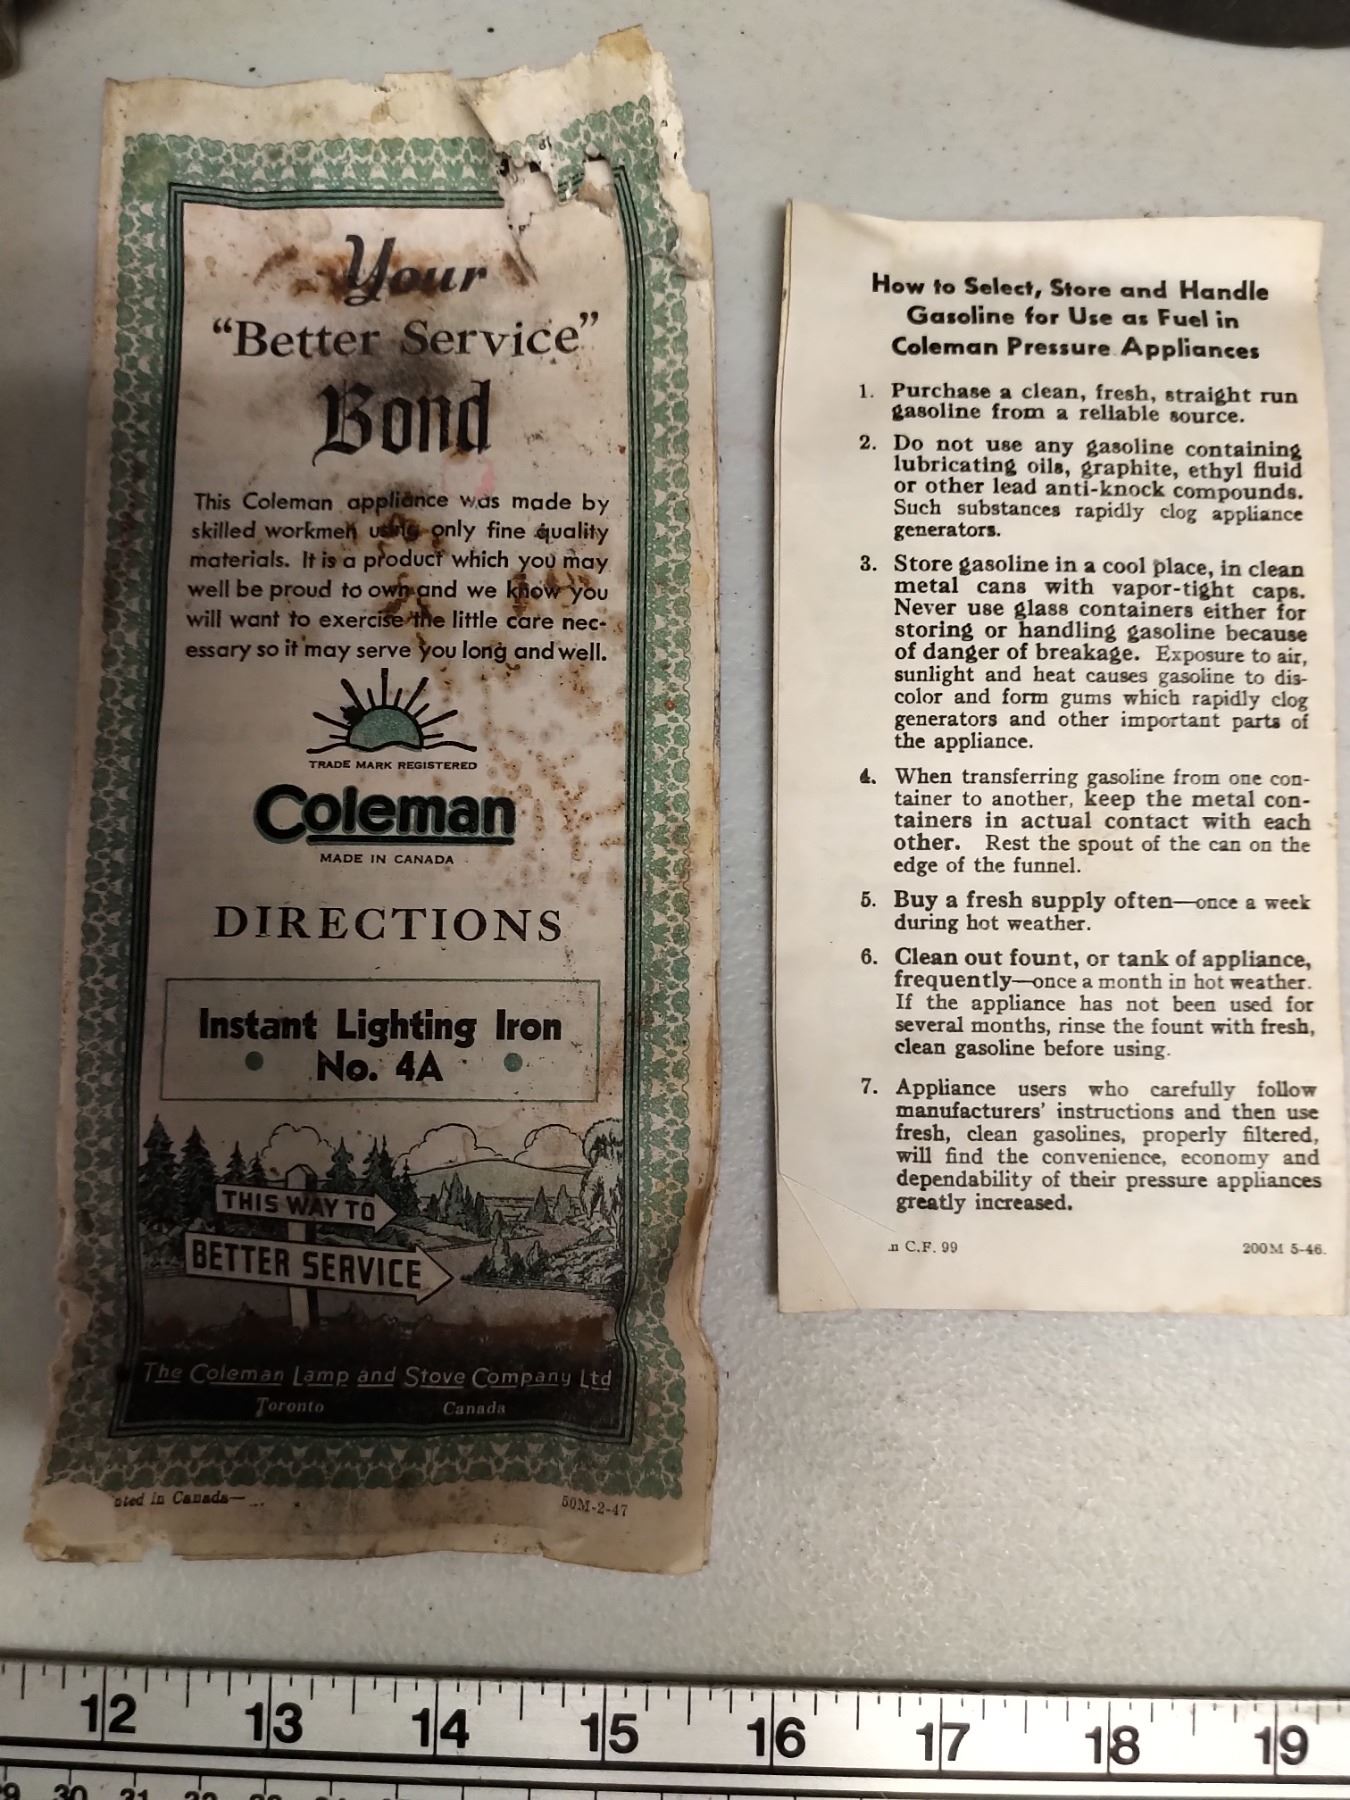 Your
“Better Service”
Bond
This Coleman appliance was made by
skilled workmen using only fine quality
materials. It is a product which you may
well be proud to own and we know you
will want to exercise the little care nec-
essary so it may serve you long and well.
TRADE MARK REGISTERED
Coleman
MADE IN CANADA
DIRECTIONS
Instant Lighting Iron
No. 4A
THIS WAY TO
BETTER SERVICE
The Coleman Lamp and Stove Company Ltd
Toronto Canada
nted in Canada—
50M-2-47
How to Select, Store and Handle
Gasoline for Use as Fuel in
Coleman Pressure Appliances
1. Purchase a clean, fresh, straight run
gasoline from a reliable source.
2. Do not use any gasoline containing
lubricating oils, graphite, ethyl fluid
or other lead anti-knock compounds.
Such substances rapidly clog appliance
generators.
3. Store gasoline in a cool place, in clean
metal cans with vapor-tight caps.
Never use glass containers either for
storing or handling gasoline because
of danger of breakage. Exposure to air,
sunlight and heat causes gasoline to dis-
color and form gums which rapidly clog
generators and other important parts of
the appliance.
4. When transferring gasoline from one con-
tainer to another, keep the metal con-
tainers in actual contact with each
other. Rest the spout of the can on the
edge of the funnel.
5. Buy a fresh supply often—once a week
during hot weather.
6. Clean out fount, or tank of appliance,
frequently—once a month in hot weather.
If the appliance has not been used for
several months, rinse the fount with fresh,
clean gasoline before using.
7. Appliance users who carefully follow
manufacturers' instructions and then use
fresh, clean gasolines, properly filtered,
will find the convenience, economy and
dependability of their pressure appliances
greatly increased.
n C.F. 99 200M 5-46.
12 13 14 15 16 17 18 19
30 31 32 33